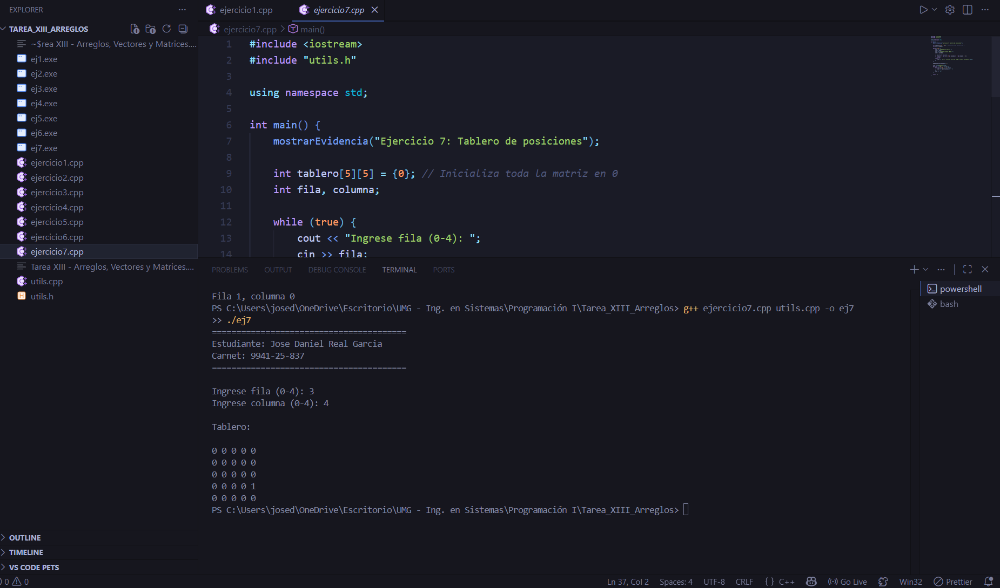 EXPLORER
TAREA_XIII_ARREGLOS
~$rea XIII - Arreglos, Vectores y Matrices....
ej1.exe
ej2.exe
ej3.exe
ej4.exe
ej5.exe
ej6.exe
ej7.exe
ejercicio1.cpp
ejercicio2.cpp
ejercicio3.cpp
ejercicio4.cpp
ejercicio5.cpp
ejercicio6.cpp
ejercicio7.cpp
Tarea XIII - Arreglos, Vectores y Matrices....
utils.cpp
utils.h
OUTLINE
TIMELINE
VS CODE PETS
ejercicio1.cpp ejercicio7.cpp
ejercicio7.cpp > main()
1 #include <iostream>
2 #include "utils.h"
3
4 using namespace std;
5
6 int main() {
7 mostrarEvidencia("Ejercicio 7: Tablero de posiciones");
8
9 int tablero[5][5] = {0}; // Inicializa toda la matriz en 0
10 int fila, columna;
11
12 while (true) {
13 cout << "Ingrese fila (0-4): ";
14 cin >> fila;
PROBLEMS OUTPUT DEBUG CONSOLE TERMINAL PORTS
powershell
bash
Fila 1, columna 0
PS C:\Users\josed\OneDrive\Escritorio\UMG - Ing. en Sistemas\Programación I\Tarea_XIII_Arreglos> g++ ejercicio7.cpp utils.cpp -o ej7
>> ./ej7
========================================
Estudiante: Jose Daniel Real Garcia
Carnet: 9941-25-837
========================================
Ingrese fila (0-4): 3
Ingrese columna (0-4): 4
Tablero:
0 0 0 0 0
0 0 0 0 0
0 0 0 0 0
0 0 0 0 1
0 0 0 0 0
PS C:\Users\josed\OneDrive\Escritorio\UMG - Ing. en Sistemas\Programación I\Tarea_XIII_Arreglos>
0 0 Ln 37, Col 2 Spaces: 4 UTF-8 CRLF {} C++ Go Live Win32 Prettier